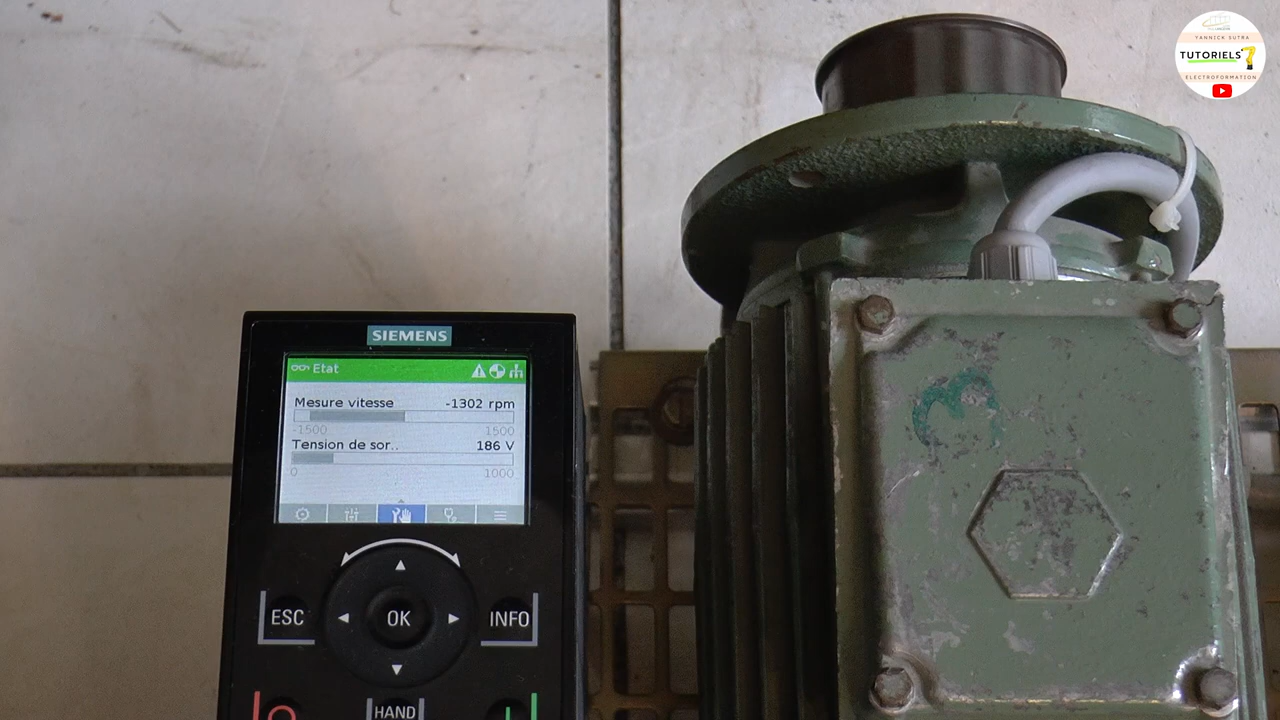 YANNICK SUTRA
TUTORIELS
ELECTROFORMATION
SIEMENS
Etat
Mesure vitesse -1302 rpm
-1500 1500
Tension de sor.. 186 V
0 1000
ESC OK INFO
HAND